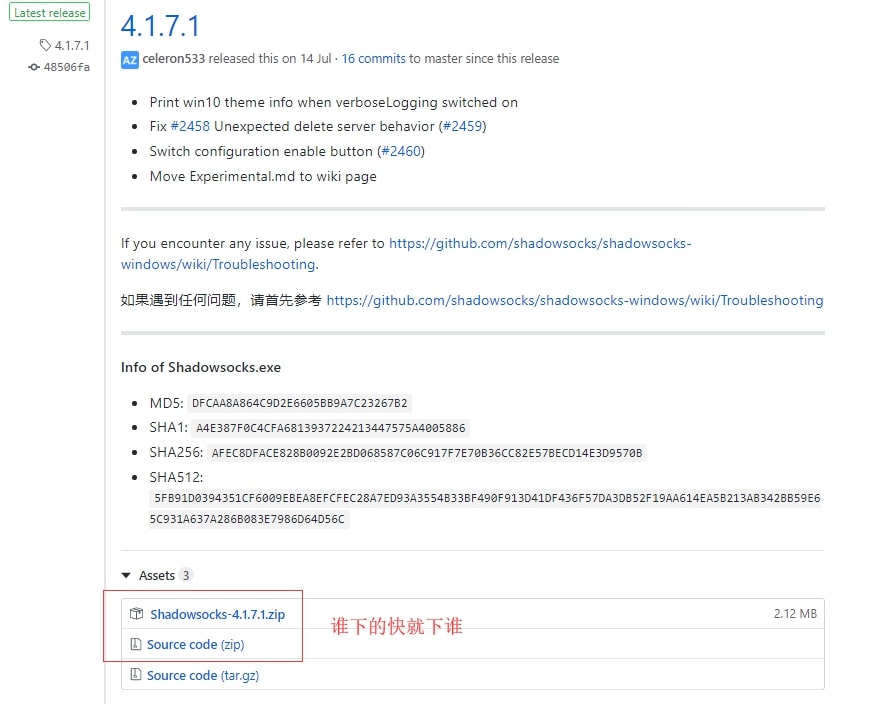 Latest release
4.1.7.1
48506fa
4.1.7.1
AZ celeron533 released this on 14 Jul · 16 commits to master since this release
Print win10 theme info when verboseLogging switched on
Fix #2458 Unexpected delete server behavior (#2459)
Switch configuration enable button (#2460)
Move Experimental.md to wiki page
If you encounter any issue, please refer to https://github.com/shadowsocks/shadowsocks-
windows/wiki/Troubleshooting.
如果遇到任何问题，请首先参考 https://github.com/shadowsocks/shadowsocks-windows/wiki/Troubleshooting
Info of Shadowsocks.exe
MD5: DFCAA8A864C9D2E6605BB9A7C23267B2
SHA1: A4E387F0C4CFA6813937224213447575A4005886
SHA256: AFEC8DFACE828B0092E2BD068587C06C917F7E70B36CC82E57BECD14E3D9570B
SHA512:
5FB91D0394351CF6009EBEA8EFCFEC28A7ED93A3554B33BF490F913D41DF436F57DA3DB52F19AA614EA5B213AB342BB59E6
5C931A637A286B083E7986D64D56C
Assets 3
Shadowsocks-4.1.7.1.zip 2.12 MB
谁下的快就下谁
Source code (zip)
Source code (tar.gz)